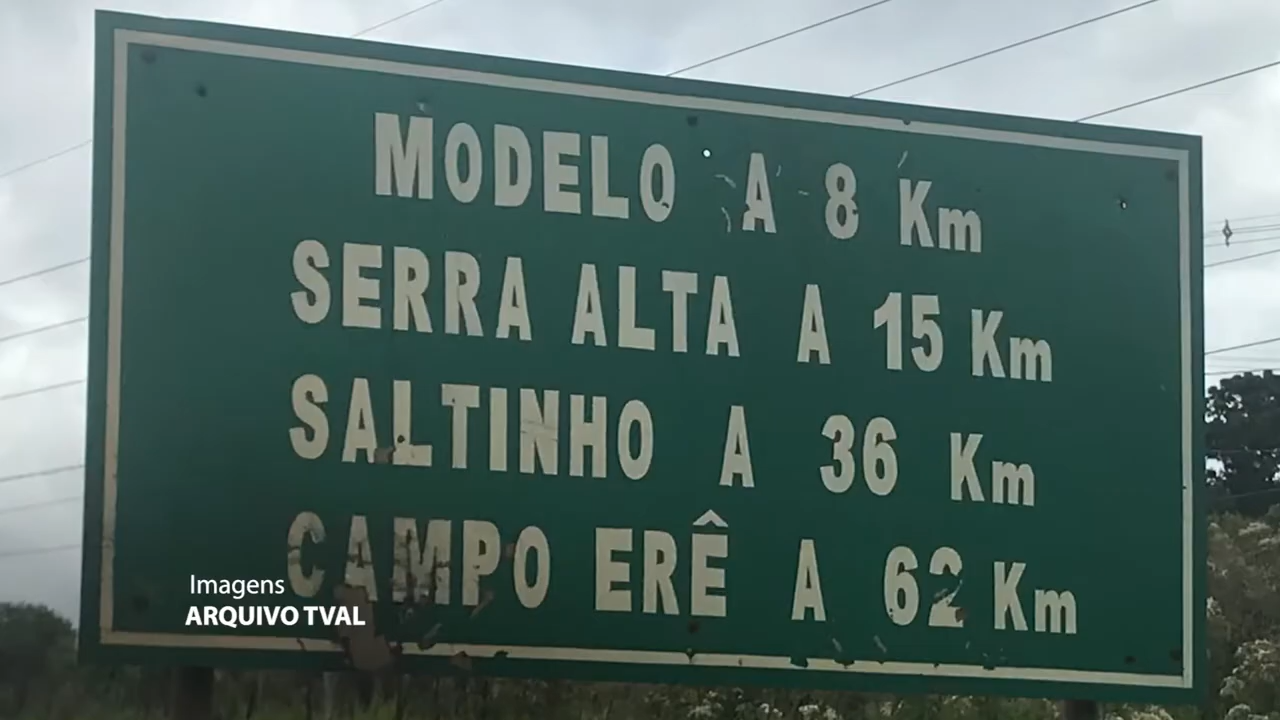 MODELO A 8 Km
SERRA ALTA A 15 Km
SALTINHO A 36 Km
CAMPO ERÊ A 62 Km
Imagens
ARQUIVO TVAL